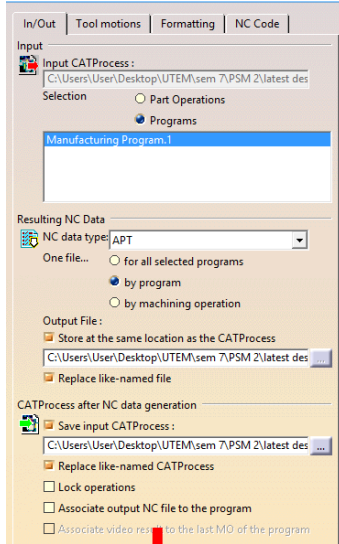 In/Out Tool motions Formatting NC Code
Input
Input CATProcess :
C:\Users\User\Desktop\UTEM\sem 7\PSM 2\latest des
Selection
Part Operations
Programs
Manufacturing Program.1
Resulting NC Data
NC data type: APT
One file... for all selected programs
by program
by machining operation
Output File :
Store at the same location as the CATProcess
C:\Users\User\Desktop\UTEM\sem 7\PSM 2\latest des ...
Replace like-named file
CATProcess after NC data generation
Save input CATProcess :
C:\Users\User\Desktop\UTEM\sem 7\PSM 2\latest des ...
Replace like-named CATProcess
Lock operations
Associate output NC file to the program
Associate video result to the last MO of the program